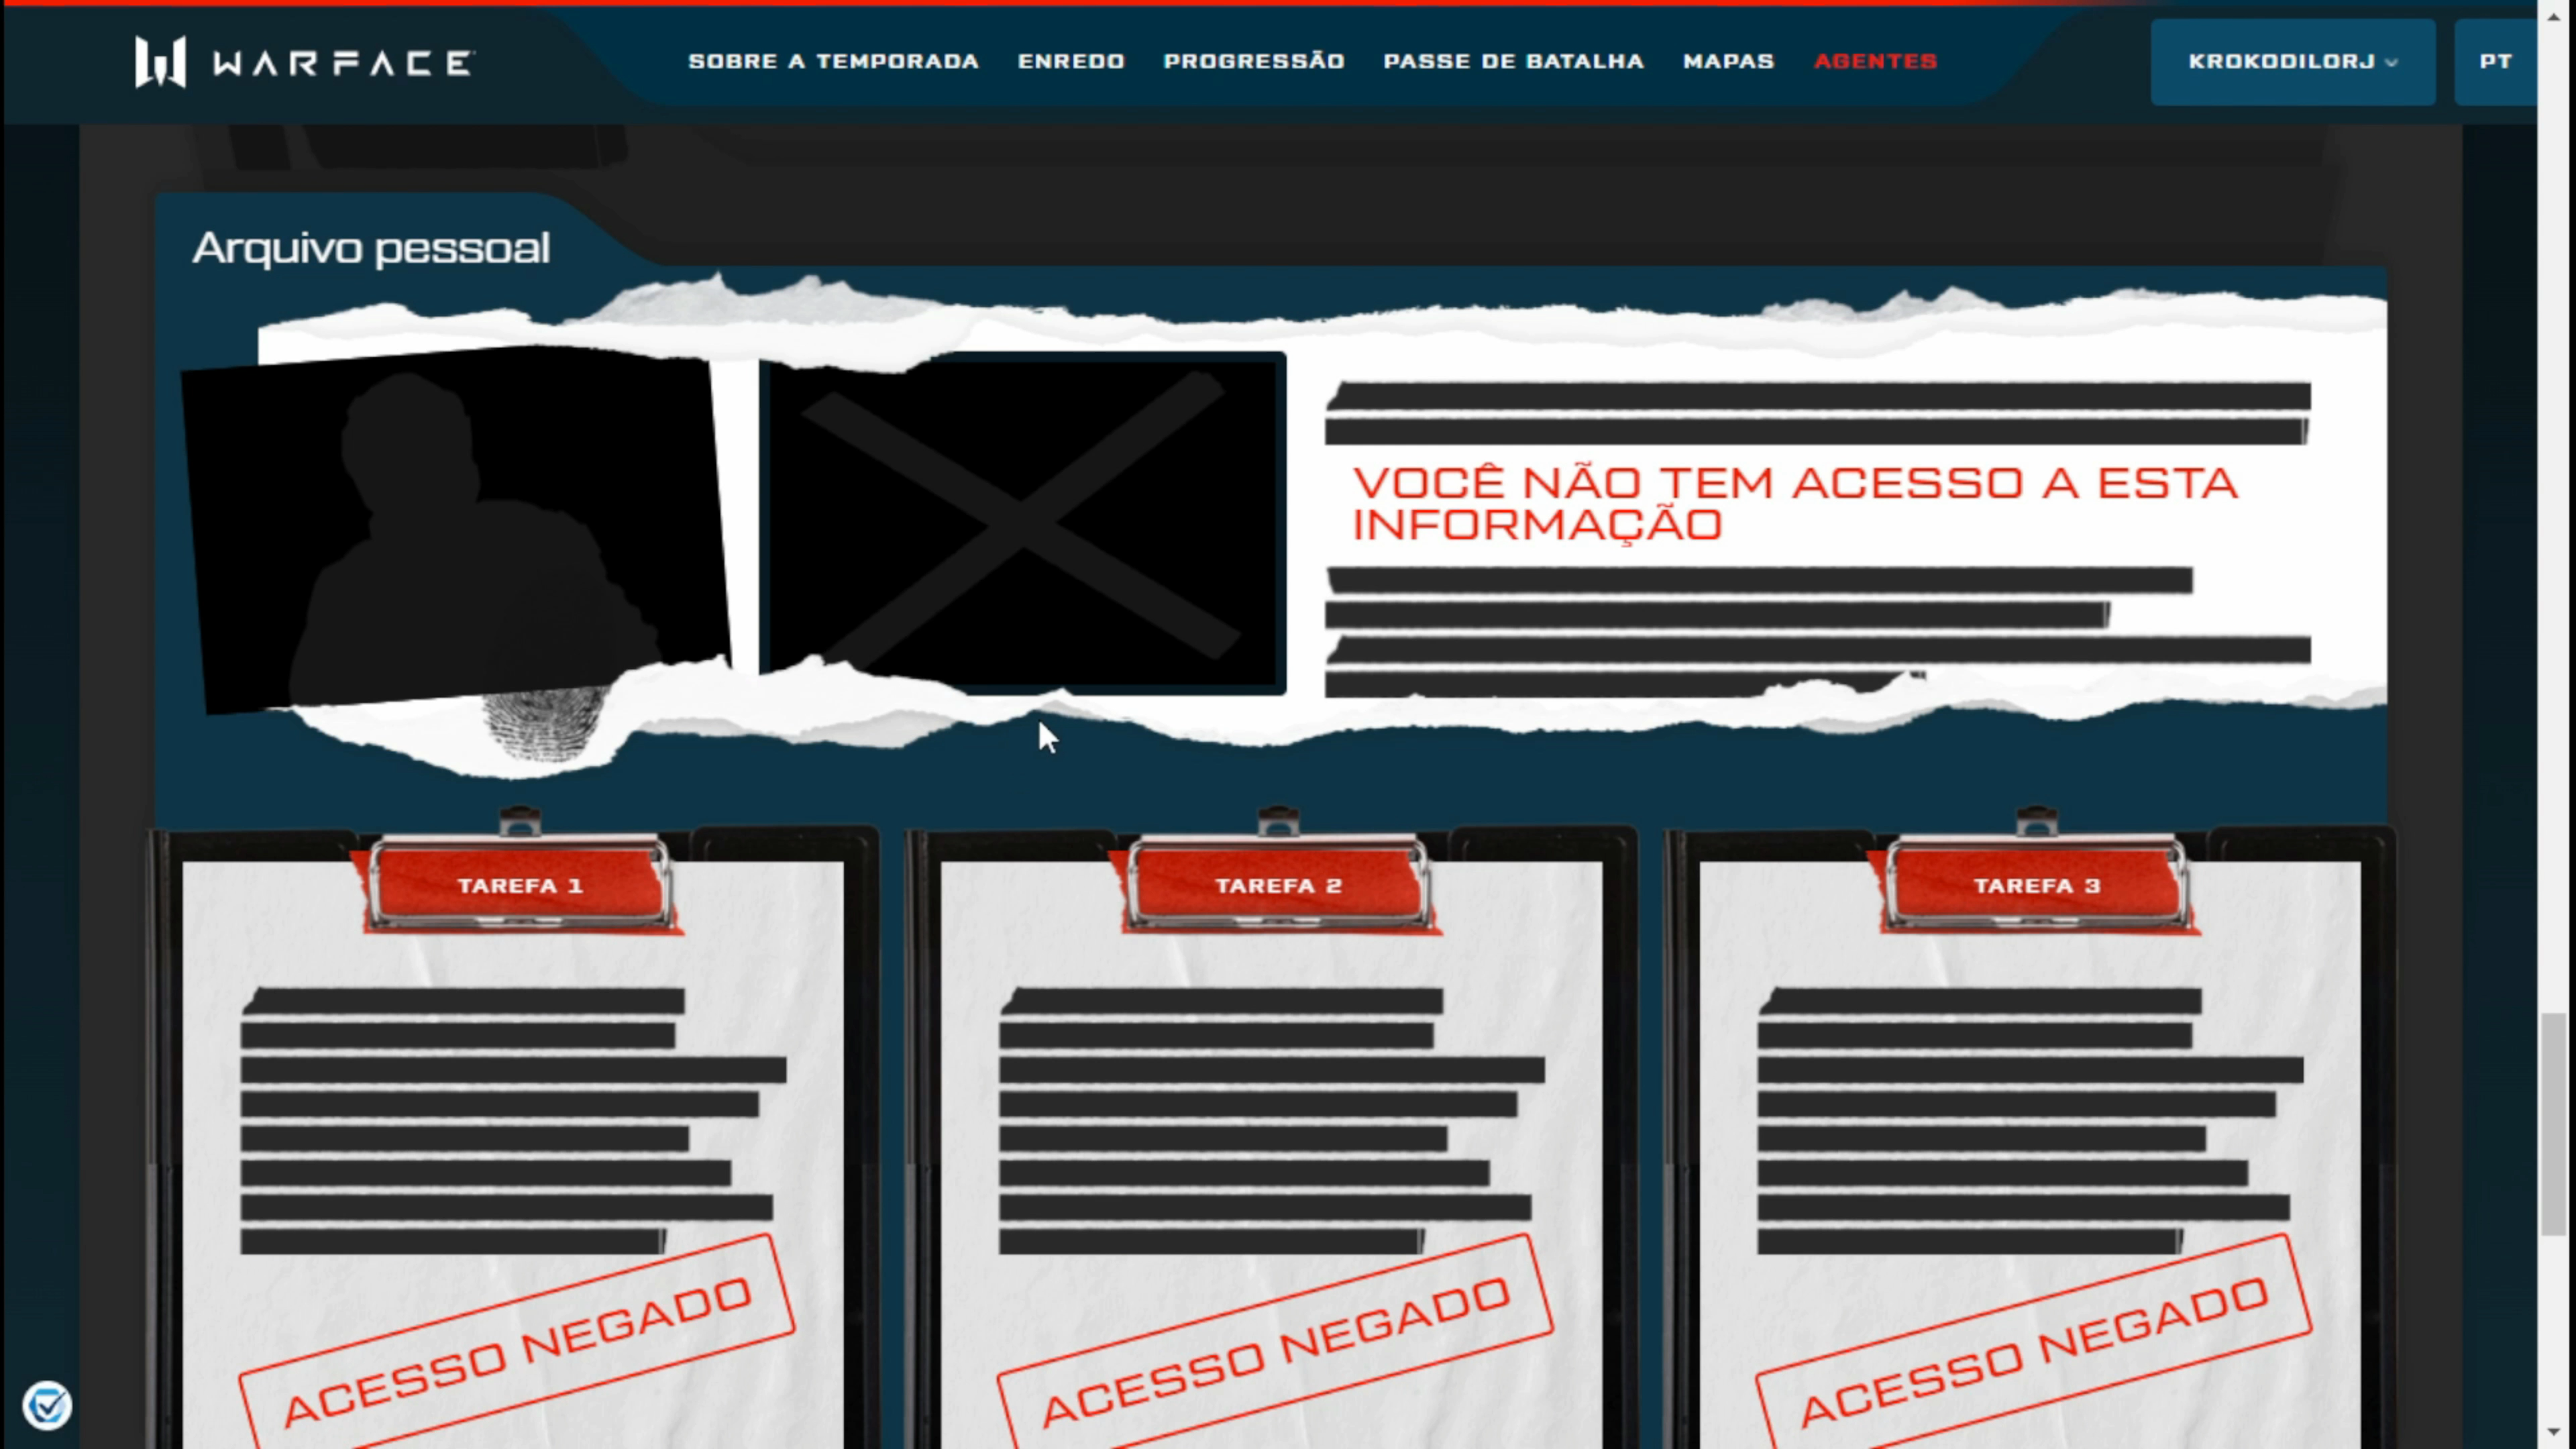 WARFACE
SOBRE A TEMPORADA
ENREDO
PROGRESSÃO
PASSE DE BATALHA
MAPAS
AGENTES
KROKODILORJ
PT
Arquivo pessoal
VOCÊ NÃO TEM ACESSO A ESTA
INFORMAÇÃO
TAREFA 1
TAREFA 2
TAREFA 3
ACESSO NEGADO
ACESSO NEGADO
ACESSO NEGADO